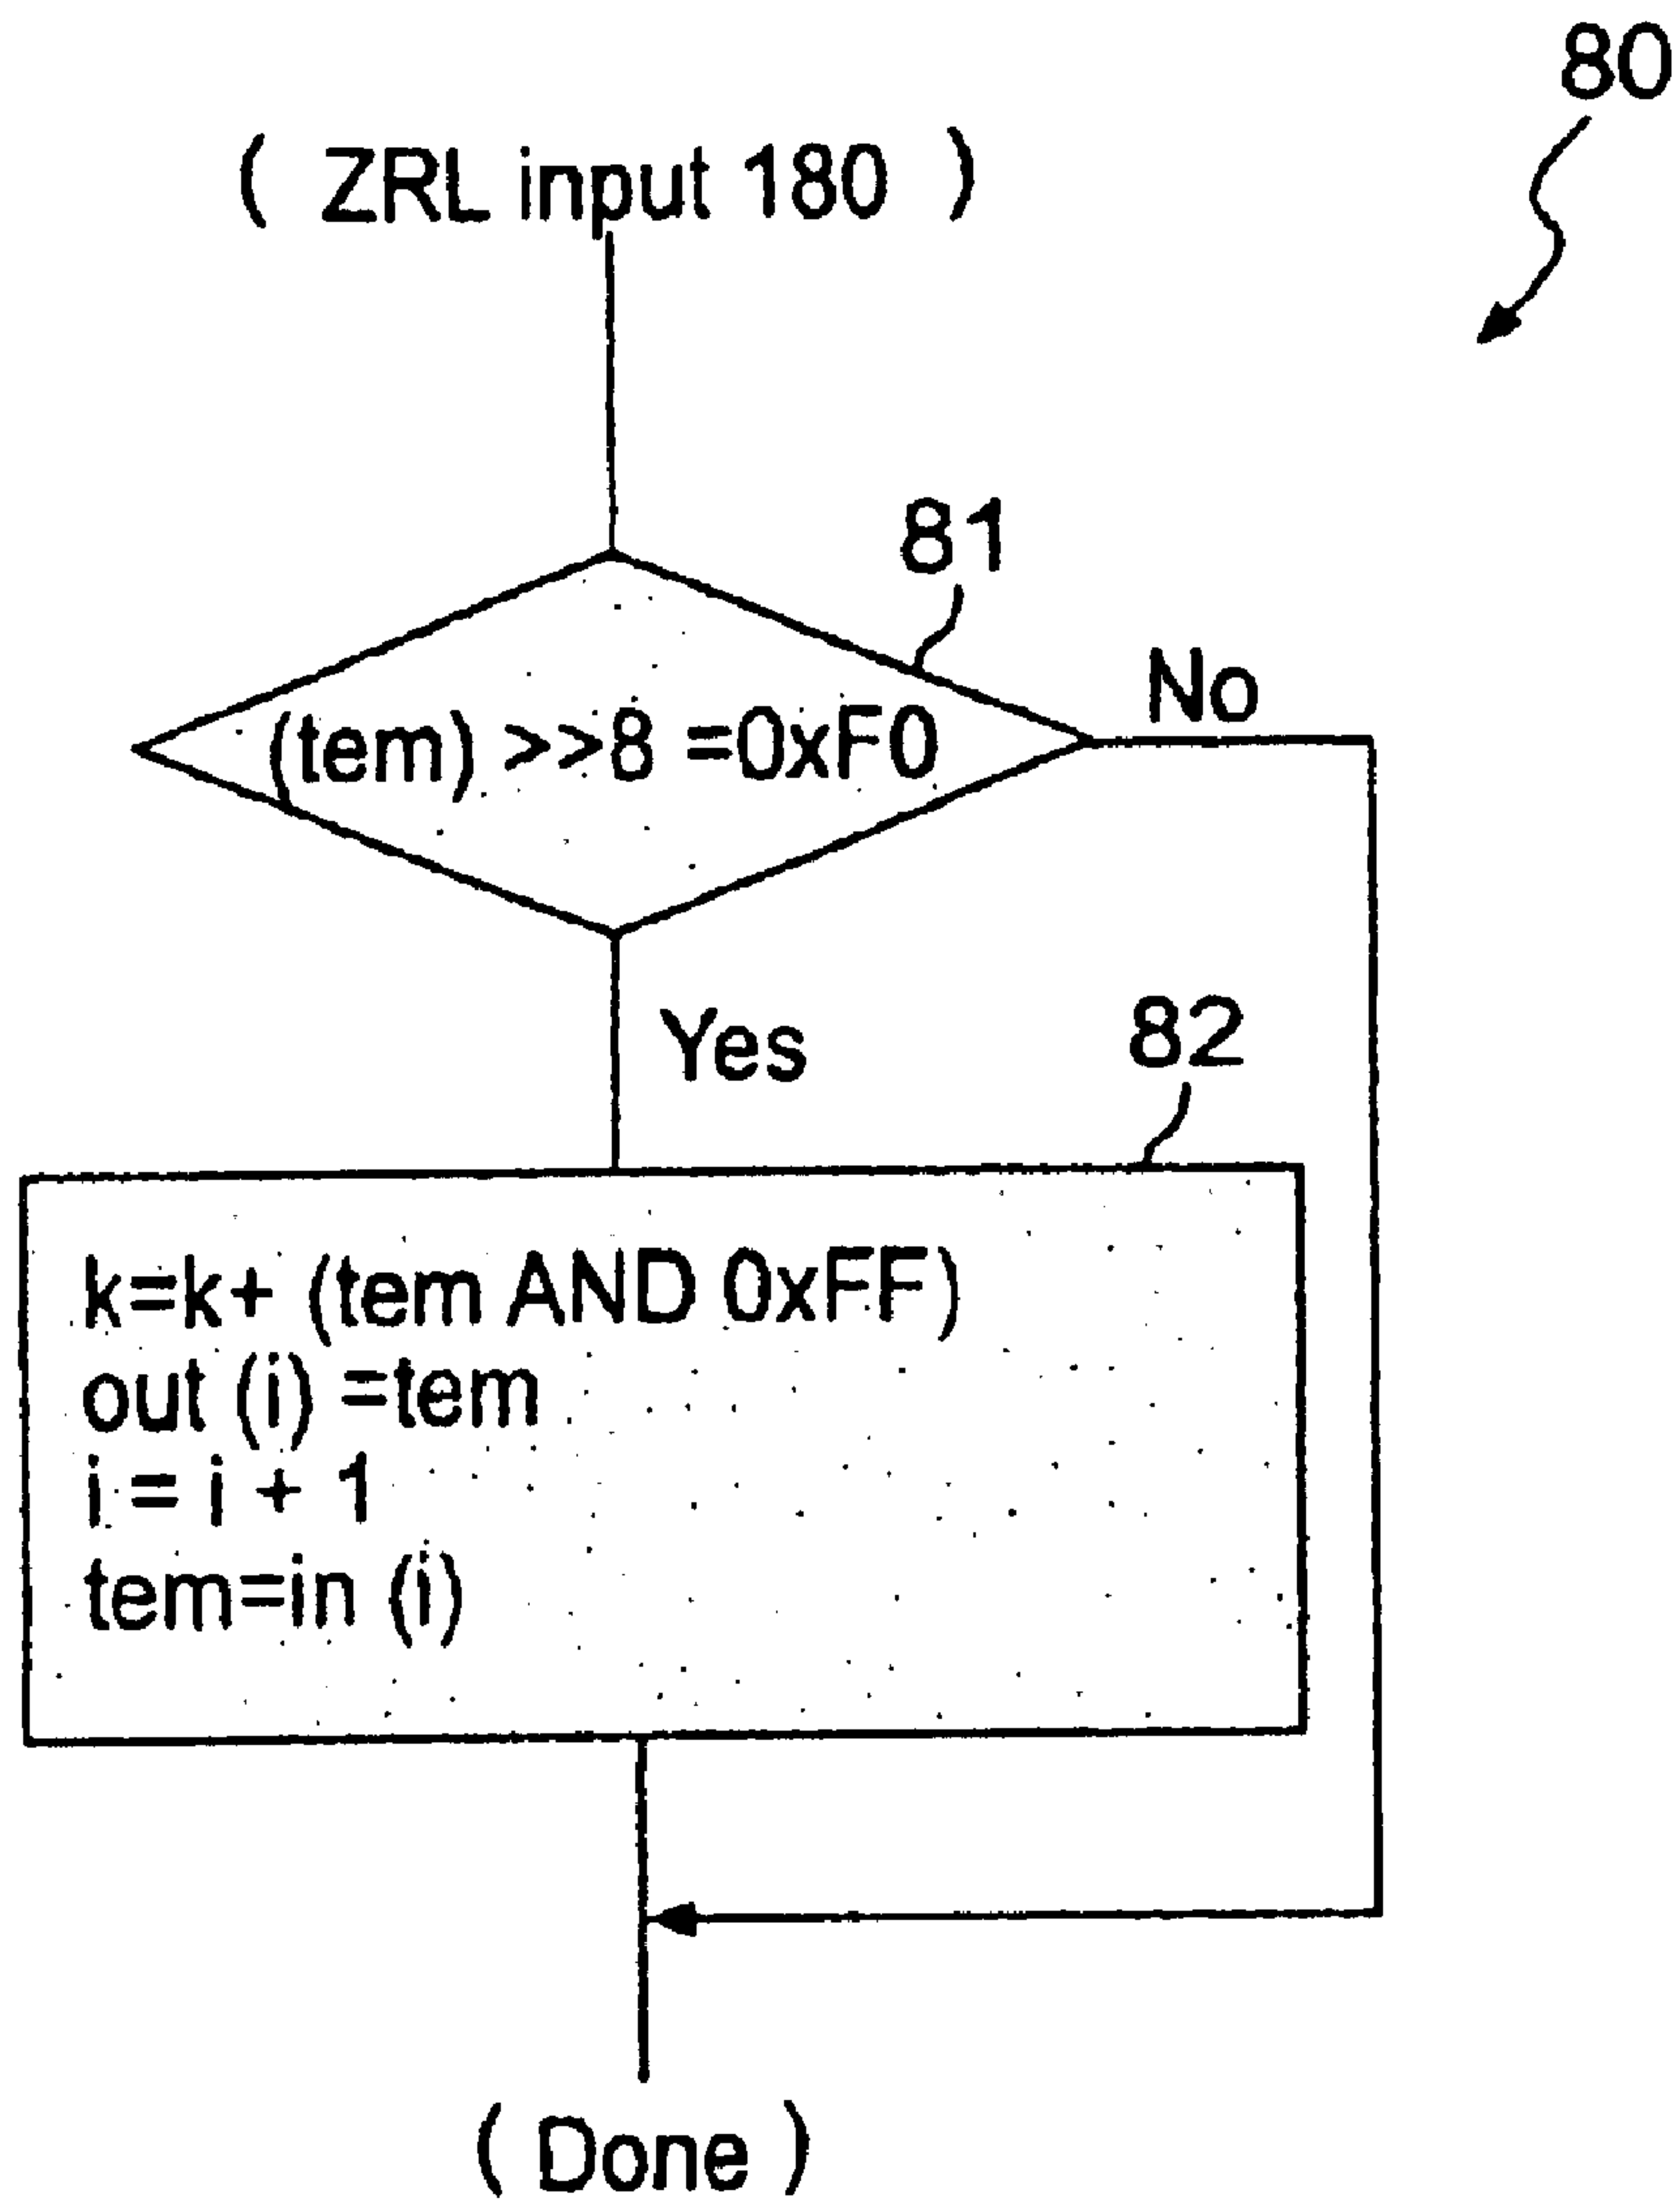 80
( ZRL input 180 )
81
(tem) >>8 =0xF0
No
Yes
82
k=k+ (tem AND 0xFF)
out (i) =tem
i = i + 1
tem=in (i)
( Done )